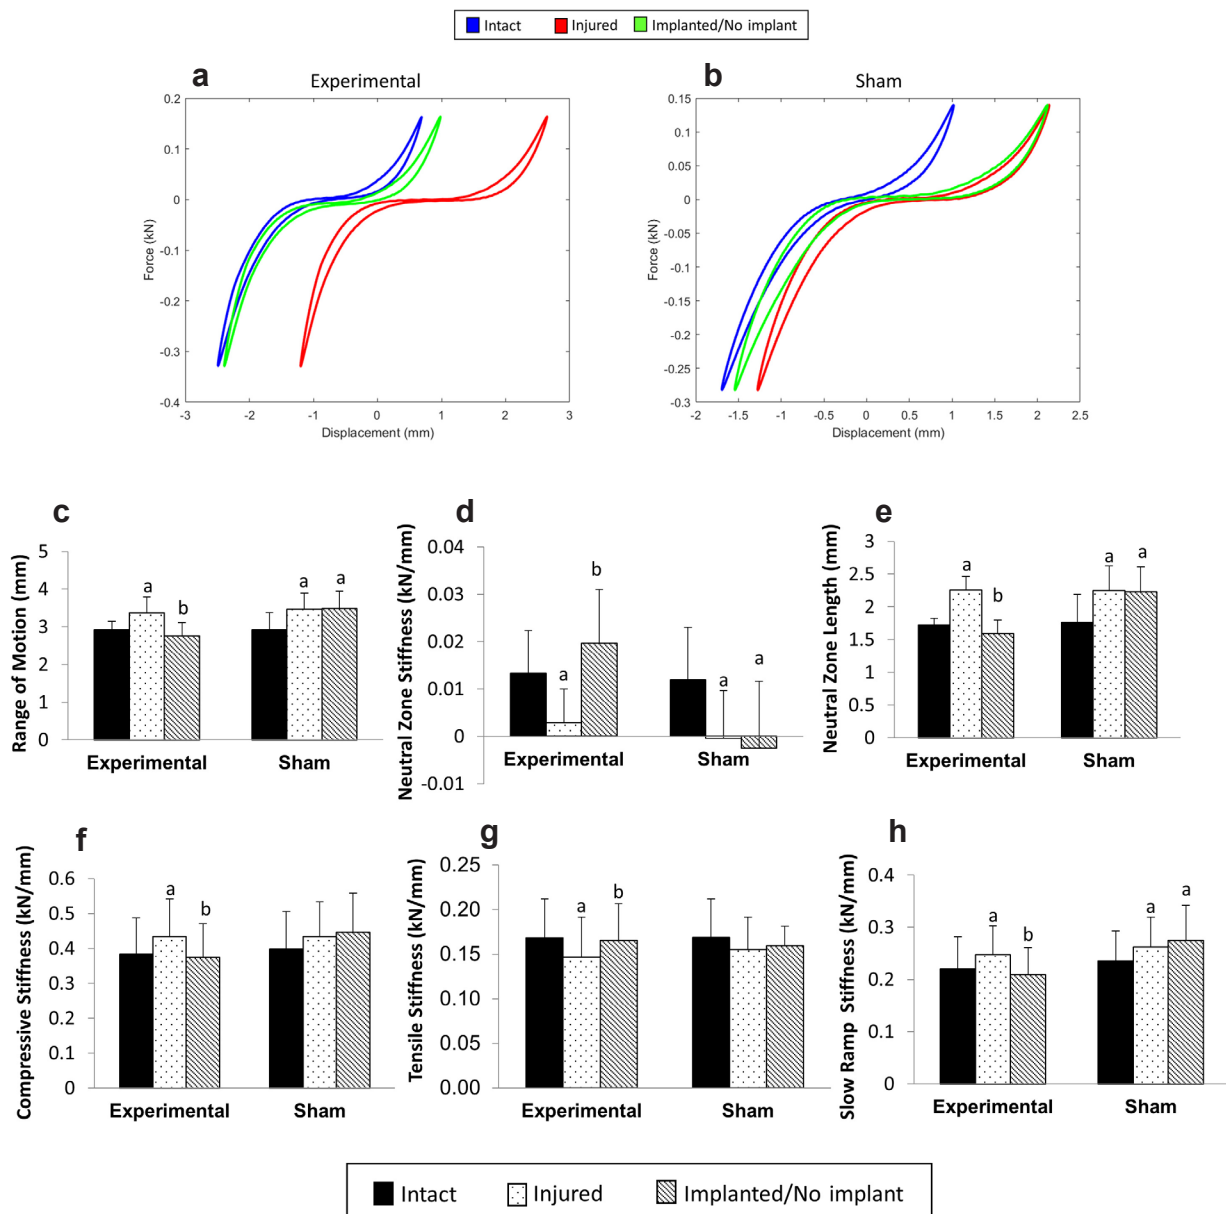 Intact Injured Implanted/No implant
a Experimental
Force (kN)
0.2
0.1
0
-0.1
-0.2
-0.3
-0.4
-3 -2 -1 0 1 2 3
Displacement (mm)
b Sham
Force (kN)
0.15
0.1
0.05
0
-0.05
-0.1
-0.15
-0.2
-0.25
-0.3
-2 -1.5 -1 -0.5 0 0.5 1 1.5 2 2.5
Displacement (mm)
c
Range of Motion (mm)
5
4
3
2
1
0
a
b
a
a
Experimental Sham
d
Neutral Zone Stiffness (kN/mm)
0.04
0.03
0.02
0.01
0
-0.01
a
b
a
a
Experimental Sham
e
Neutral Zone Length (mm)
3
2.5
2
1.5
1
0.5
0
a
b
a
a
Experimental Sham
f
Compressive Stiffness (kN/mm)
0.6
0.5
0.4
0.3
0.2
0.1
0
a
b
Experimental Sham
g
Tensile Stiffness (kN/mm)
0.25
0.20
0.15
0.10
0.05
0.00
a
b
Experimental Sham
h
Slow Ramp Stiffness (kN/mm)
0.4
0.3
0.2
0.1
0
a
b
a
a
Experimental Sham
Intact Injured Implanted/No implant